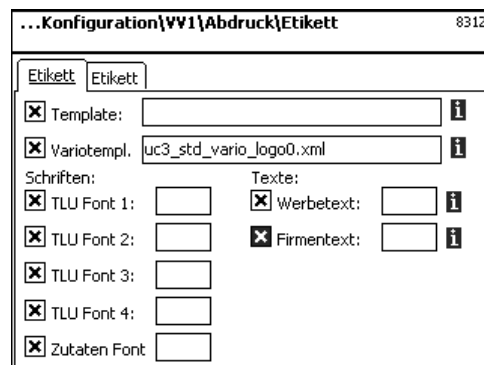 ...Konfiguration\VV1\Abdruck\Etikett 8312
Etikett Etikett
Template:
Variotempl. uc3_std_vario_logo0.xml
Schriften: Texte:
TLU Font 1: Werbetext:
TLU Font 2: Firmentext:
TLU Font 3:
TLU Font 4:
Zutaten Font